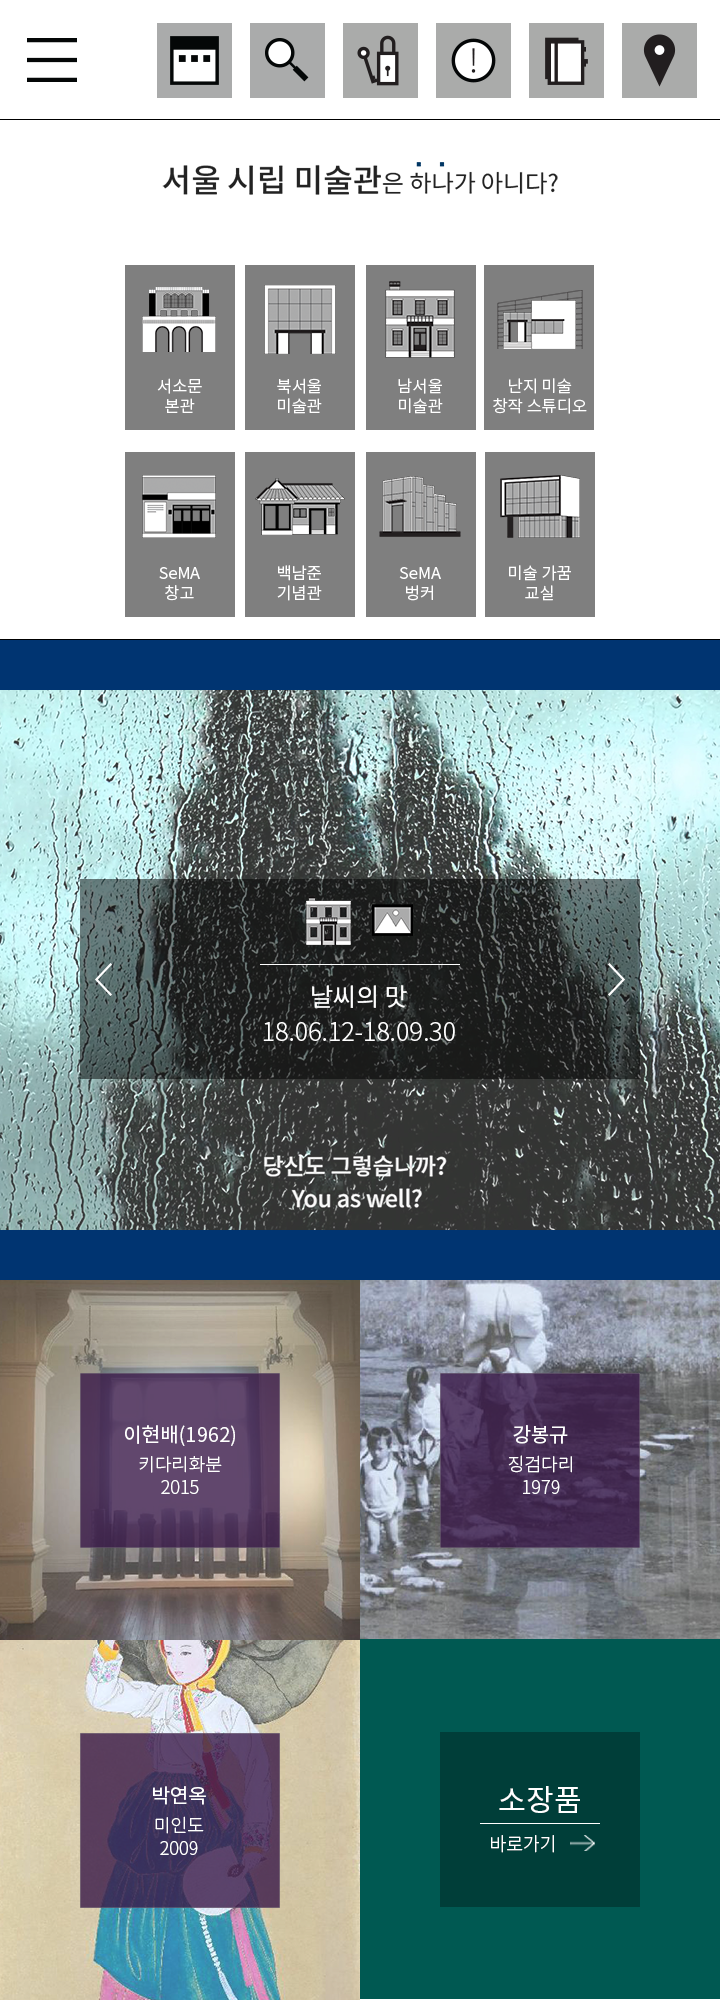 서울 시립 미술관은 하나가 아니다?
서소문
본관
북서울
미술관
남서울
미술관
난지 미술
창작 스튜디오
SeMA
창고
백남준
기념관
SeMA
벙커
미술 가꿈
교실
날씨의 맛
18.06.12-18.09.30
당신도 그렇습니까?
You as well?
이현배(1962)
키다리화분
2015
강봉규
징검다리
1979
박연옥
미인도
2009
소장품
바로가기